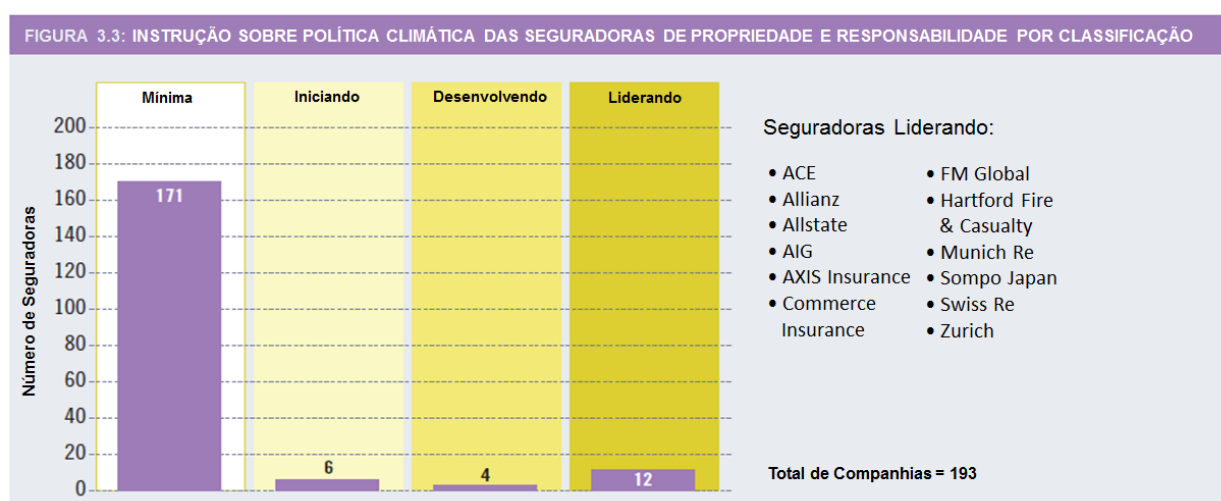 FIGURA 3.3: INSTRUÇÃO SOBRE POLÍTICA CLIMÁTICA DAS SEGURADORAS DE PROPRIEDADE E RESPONSABILIDADE POR CLASSIFICAÇÃO
Mínima
Iniciando
Desenvolvendo
Liderando
Número de Seguradoras
200
180
160
140
120
100
80
60
40
20
0
171
6
4
12
Seguradoras Liderando:
• ACE
• Allianz
• Allstate
• AIG
• AXIS Insurance
• Commerce
Insurance
• FM Global
• Hartford Fire
& Casualty
• Munich Re
• Sompo Japan
• Swiss Re
• Zurich
Total de Companhias = 193